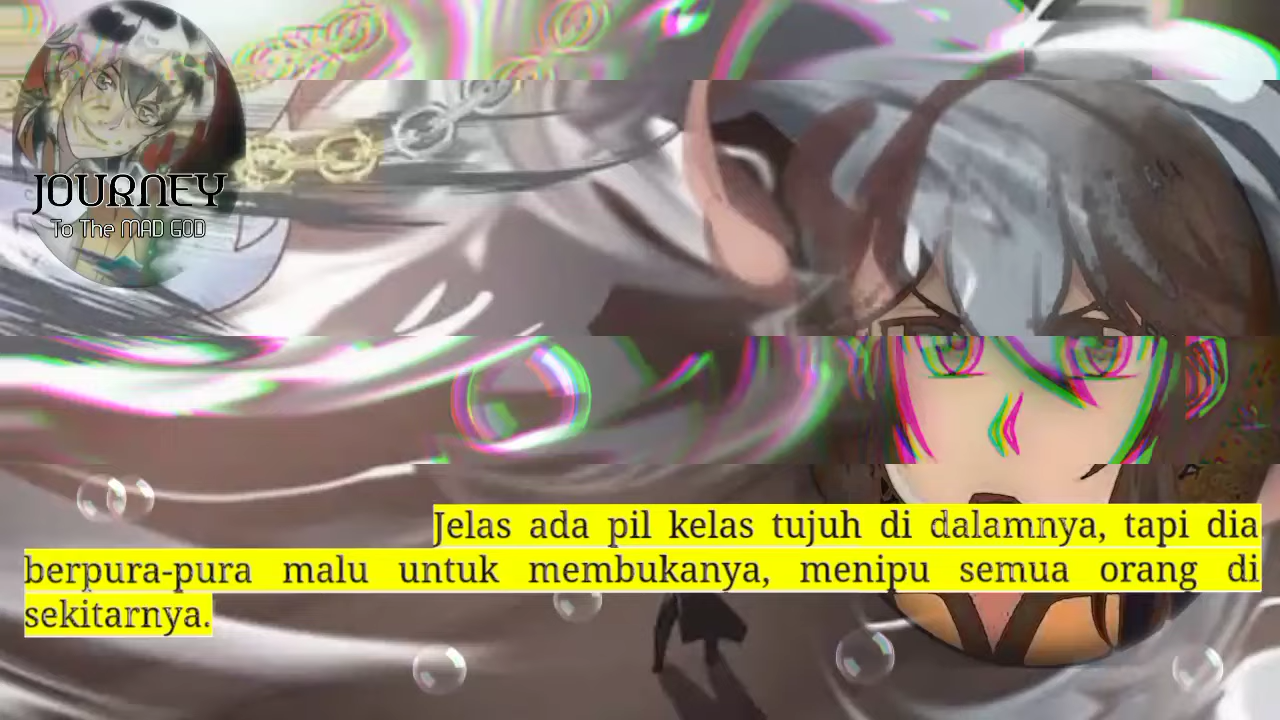 JOURNEY
To The MAD GOD
Jelas ada pil kelas tujuh di dalamnya, tapi dia
berpura-pura malu untuk membukanya, menipu semua orang di
sekitarnya.